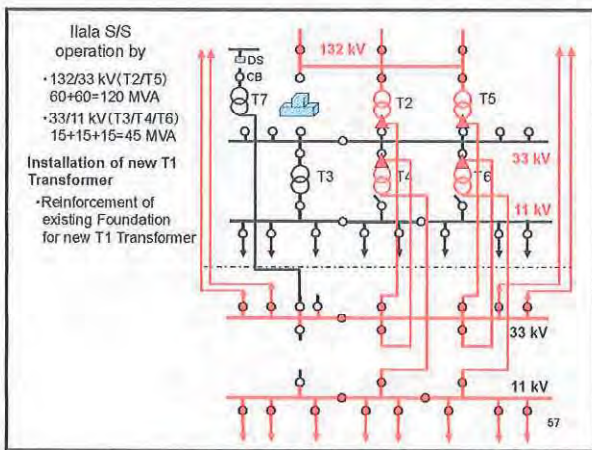 Ilala S/S
operation by
•132/33 kV(T2/T5)
60+60=120 MVA
•33/11 kV(T3/T4/T6)
15+15+15=45 MVA
Installation of new T1
Transformer
•Reinforcement of
existing Foundation
for new T1 Transformer
132 kV
DS
CB
T7
T2
T5
33 kV
T3
T4
T6
11 kV
33 kV
11 kV
57